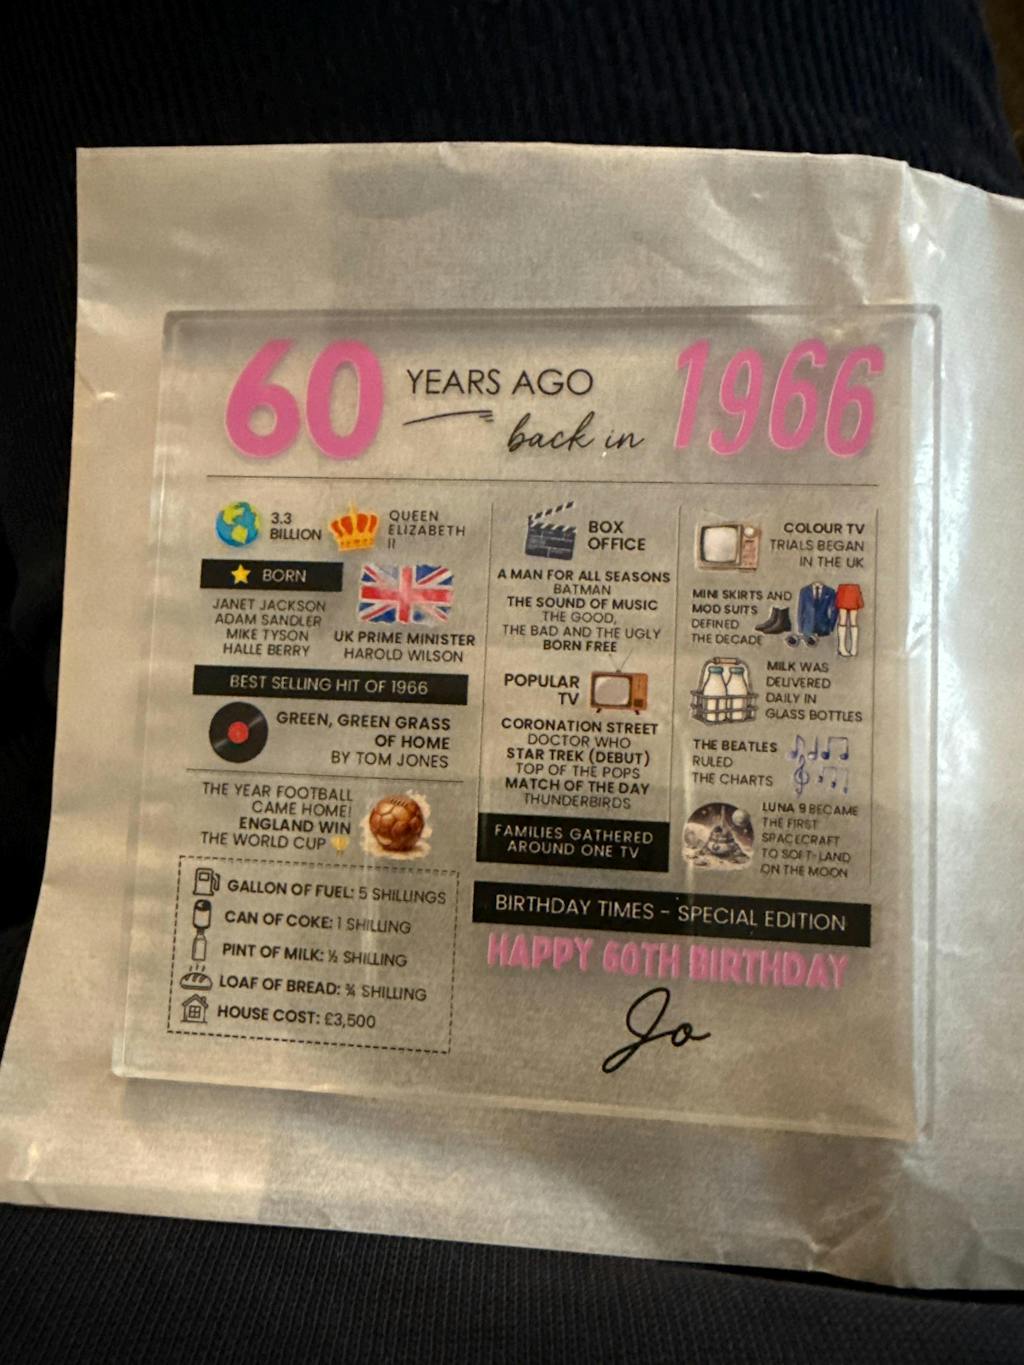 60 YEARS AGO
back in 1966
3.3
BILLION
QUEEN
ELIZABETH
II
BORN
JANET JACKSON
ADAM SANDLER
MIKE TYSON
HALLE BERRY
UK PRIME MINISTER
HAROLD WILSON
BEST SELLING HIT OF 1966
GREEN, GREEN GRASS
OF HOME
BY TOM JONES
THE YEAR FOOTBALL
CAME HOME!
ENGLAND WIN
THE WORLD CUP
GALLON OF FUEL: 5 SHILLINGS
CAN OF COKE: 1 SHILLING
PINT OF MILK: ½ SHILLING
LOAF OF BREAD: ¾ SHILLING
HOUSE COST: £3,500
BOX
OFFICE
A MAN FOR ALL SEASONS
BATMAN
THE SOUND OF MUSIC
THE GOOD,
THE BAD AND THE UGLY
BORN FREE
POPULAR
TV
CORONATION STREET
DOCTOR WHO
STAR TREK (DEBUT)
TOP OF THE POPS
MATCH OF THE DAY
THUNDERBIRDS
FAMILIES GATHERED
AROUND ONE TV
COLOUR TV
TRIALS BEGAN
IN THE UK
MINI SKIRTS AND
MOD SUITS
DEFINED
THE DECADE
MILK WAS
DELIVERED
DAILY IN
GLASS BOTTLES
THE BEATLES
RULED
THE CHARTS
LUNA 9 BECAME
THE FIRST
SPACECRAFT
TO SOFT-LAND
ON THE MOON
BIRTHDAY TIMES - SPECIAL EDITION
HAPPY 60TH BIRTHDAY
Jo